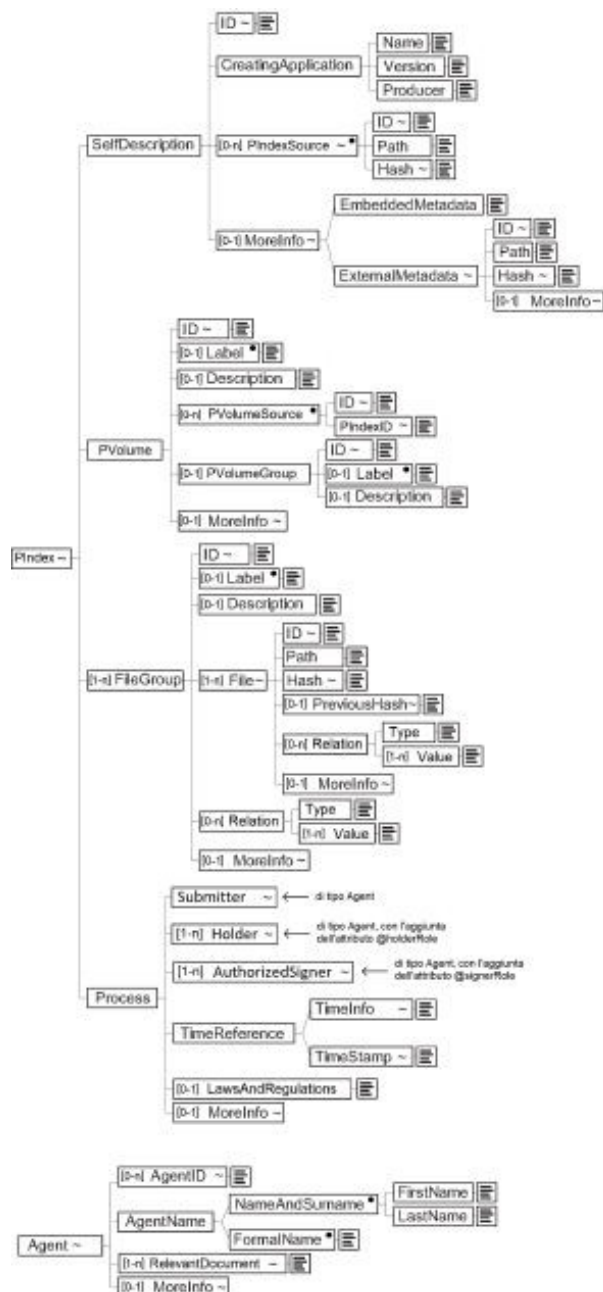 ID ~
CreatingApplication
Name
Version
Producer
SelfDescription
[0-n] PIndexSource ~
ID ~
Path
Hash ~
[0-1] MoreInfo ~
EmbeddedMetadata
ExternalMetadata ~
ID ~
Path
Hash ~
[0-1] MoreInfo ~
PVolume
ID ~
[0-1] Label
[0-1] Description
[0-n] PVolumeSource
ID ~
PIndexID ~
[0-1] PVolumeGroup
ID ~
[0-1] Label
[0-1] Description
[0-1] MoreInfo ~
PIndex ~
[1-n] FileGroup
ID ~
[0-1] Label
[0-1] Description
[1-n] File ~
ID ~
Path
Hash ~
[0-1] PreviousHash ~
[0-n] Relation
Type
[1-n] Value
[0-1] MoreInfo ~
[0-n] Relation
Type
[1-n] Value
[0-1] MoreInfo ~
Process
Submitter ~
di tipo Agent
[1-n] Holder ~
di tipo Agent, con l'aggiunta
dell'attributo @holderRole
[1-n] AuthorizedSigner ~
di tipo Agent, con l'aggiunta
dell'attributo @signerRole
TimeReference
TimeInfo ~
TimeStamp ~
[0-1] LawsAndRegulations
[0-1] MoreInfo ~
Agent ~
[0-n] AgentID ~
AgentName
NameAndSurname
FirstName
LastName
FormalName
[1-n] RelevantDocument ~
[0-1] MoreInfo ~